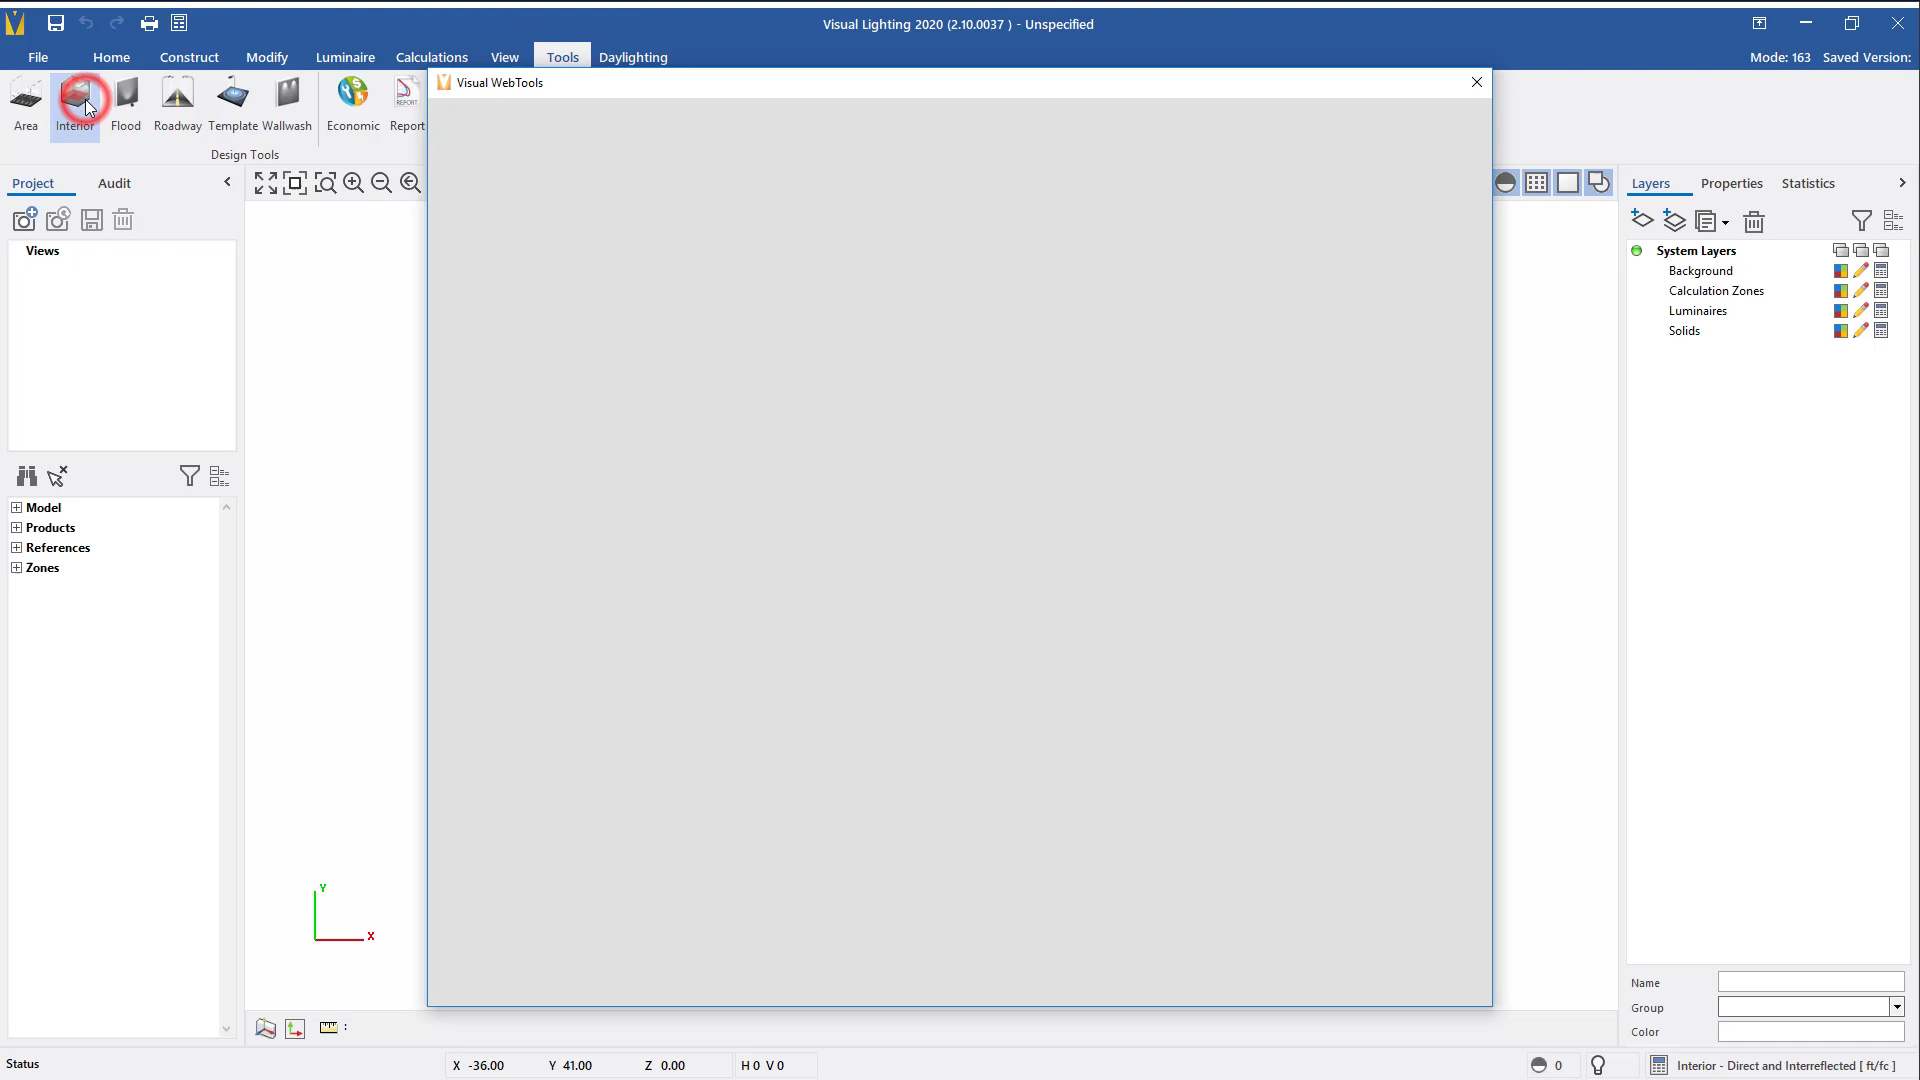 Visual Lighting 2020 (2.10.0037 ) - Unspecified
File Home Construct Modify Luminaire Calculations View Tools Daylighting Mode: 163 Saved Version:
Visual WebTools
REPORT
Area Interior Flood Roadway Template Wallwash Economic Report
Design Tools
Project Audit
Layers Properties Statistics
Views
System Layers
Background
Calculation Zones
Luminaires
Solids
Model
Products
References
Zones
Y
X
Name
Group
Color
:
Status X -36.00 Y 41.00 Z 0.00 H 0 V 0 0 Interior - Direct and Interreflected [ ft/fc ]